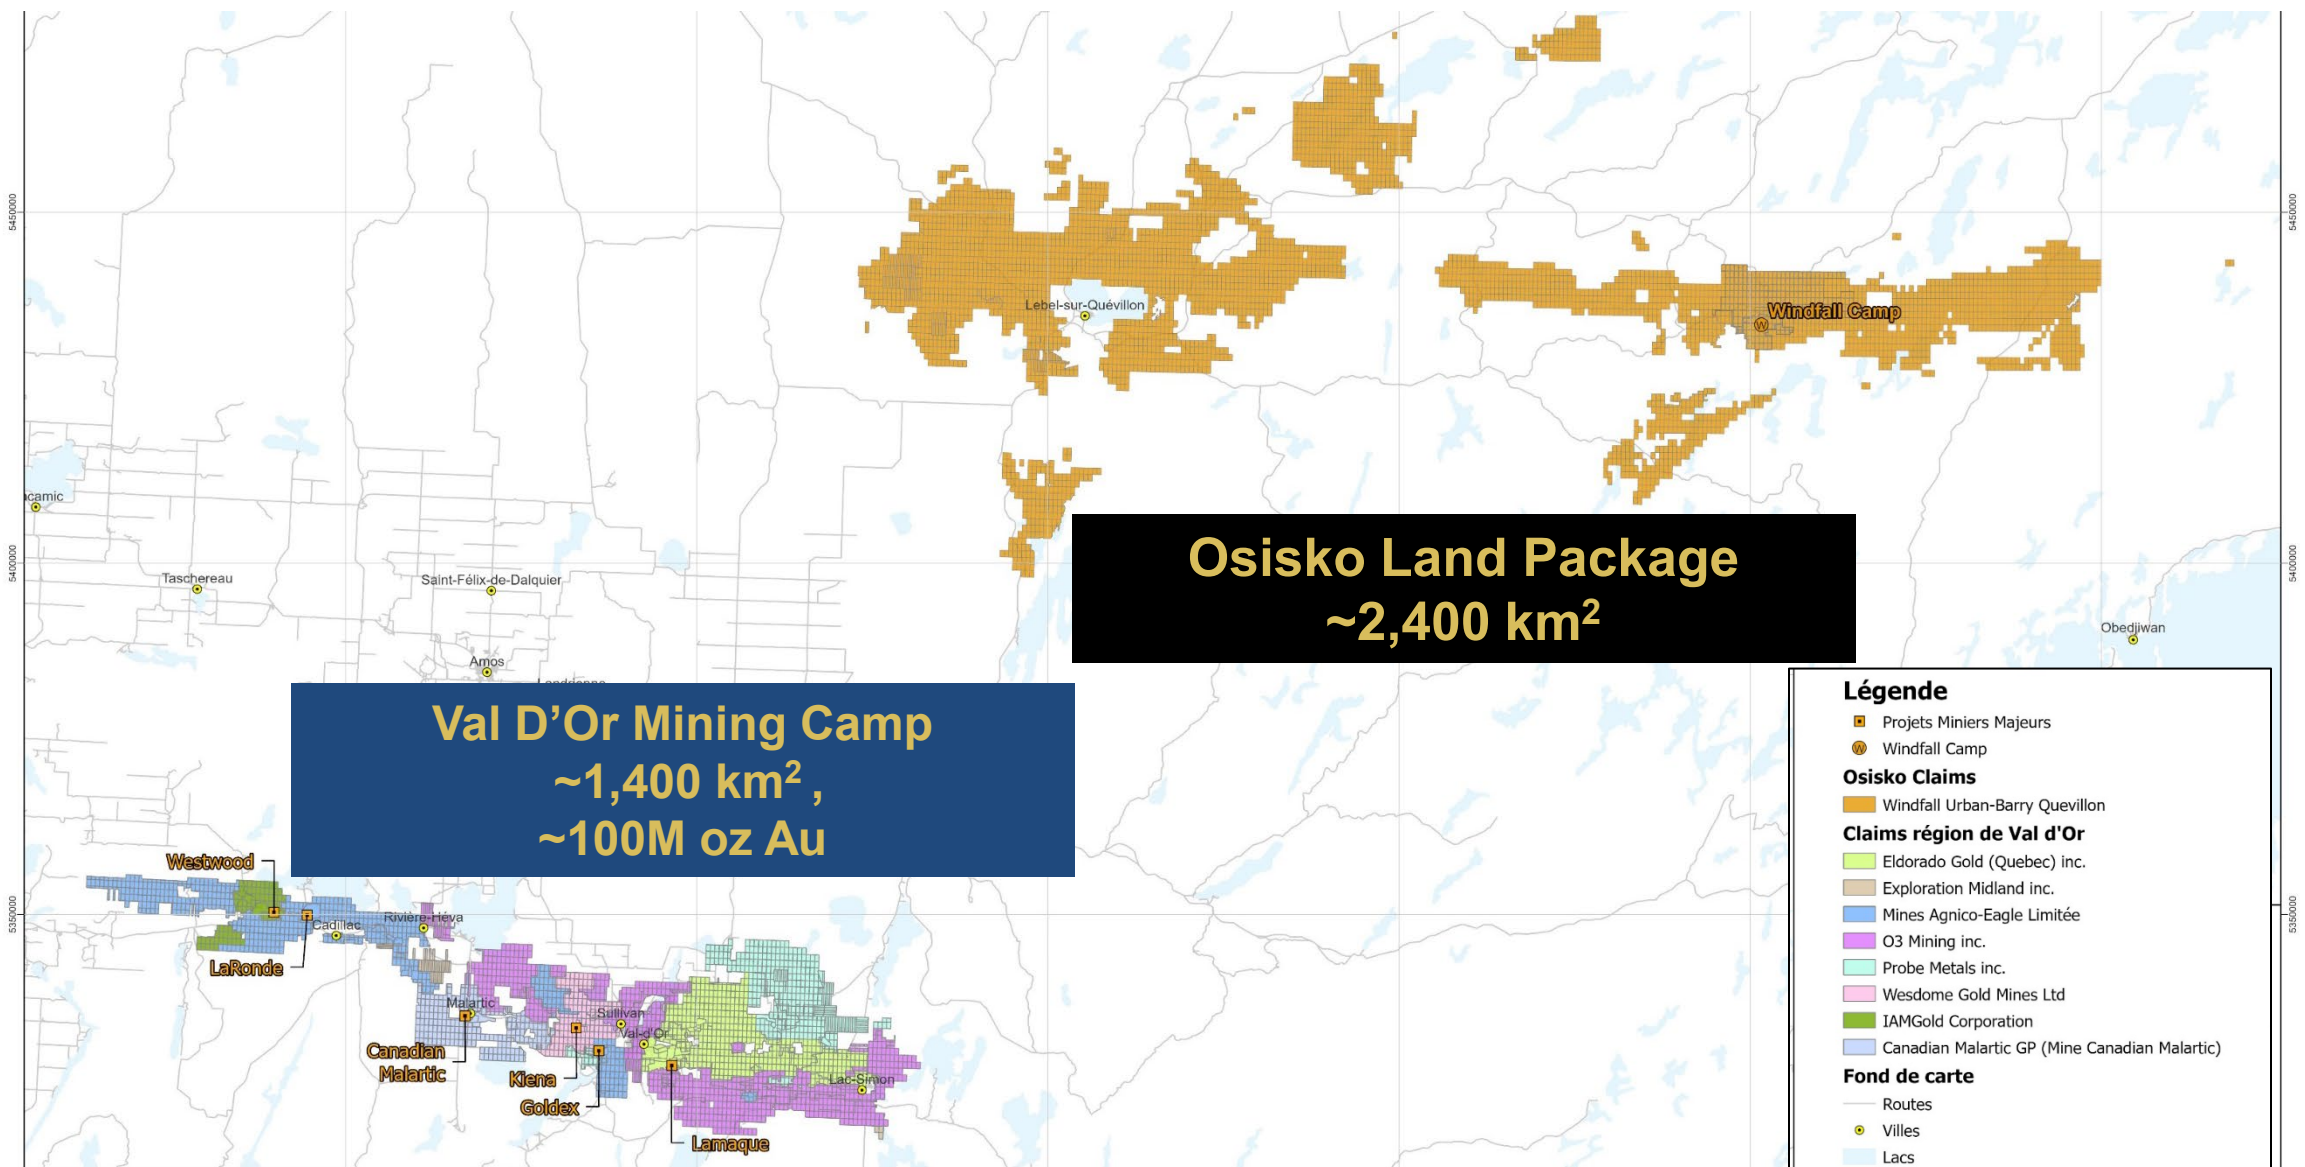 5450000
5450000
Lebel-sur-Quévillon
Windfall Camp
W
5400000
5400000
Taschereau
Saint-Félix-de-Dalquier
Amos
Obedjiwan
Osisko Land Package
~2,400 km²
Val D'Or Mining Camp
~1,400 km² ,
~100M oz Au
5350000
5350000
Westwood
Cadillac
Rivière-Héva
LaRonde
Malartic
Sullivan
Val-d'Or
Canadian
Malartic
Kiena
Goldex
Lac-Simon
Lamaque
Légende
Projets Miniers Majeurs
W Windfall Camp
Osisko Claims
Windfall Urban-Barry Quevillon
Claims région de Val d'Or
Eldorado Gold (Quebec) inc.
Exploration Midland inc.
Mines Agnico-Eagle Limitée
O3 Mining inc.
Probe Metals inc.
Wesdome Gold Mines Ltd
IAMGold Corporation
Canadian Malartic GP (Mine Canadian Malartic)
Fond de carte
Routes
Villes
Lacs